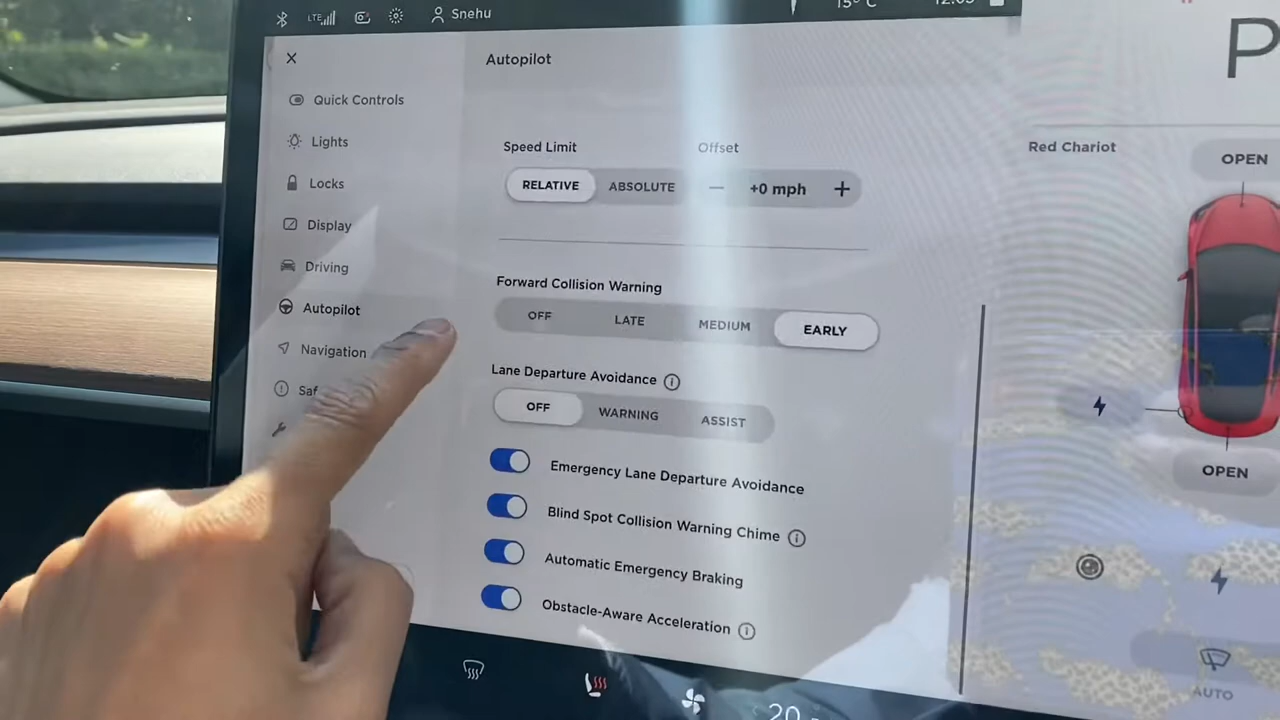 LTE
Snehu
Autopilot
Quick Controls
Lights
Locks
Display
Driving
Autopilot
Navigation
Speed Limit
Offset
RELATIVE
ABSOLUTE
+0 mph
Forward Collision Warning
OFF
LATE
MEDIUM
EARLY
Lane Departure Avoidance
OFF
WARNING
ASSIST
Emergency Lane Departure Avoidance
Blind Spot Collision Warning Chime
Automatic Emergency Braking
Obstacle-Aware Acceleration
P
Red Chariot
OPEN
OPEN
AUTO
20